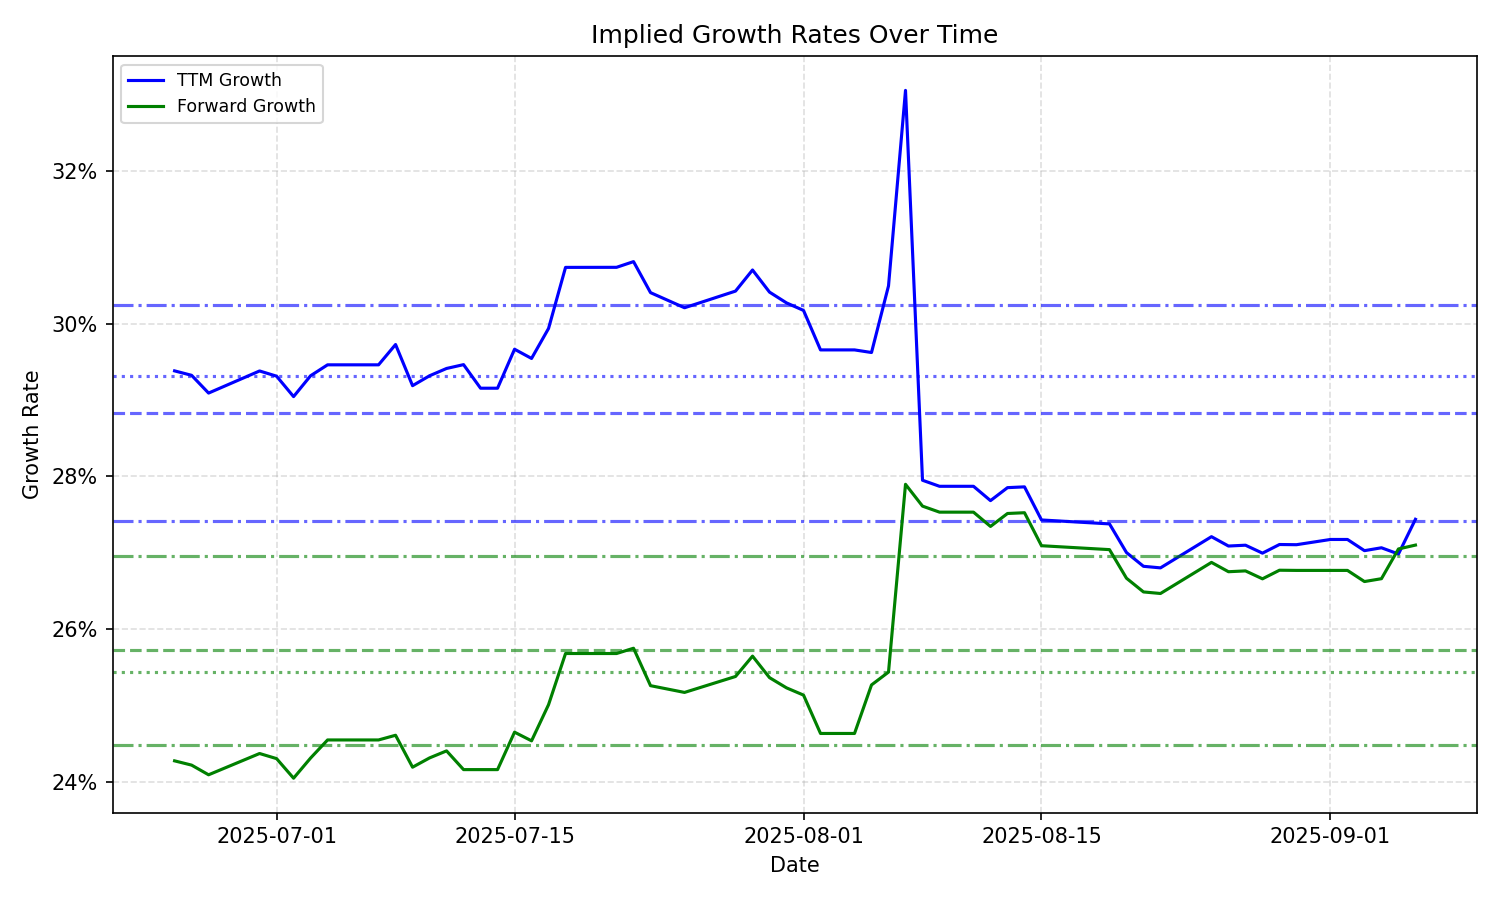 Implied Growth Rates Over Time
TTM Growth
Forward Growth
32%
30%
28%
26%
24%
Growth Rate
2025-07-01
2025-07-15
2025-08-01
2025-08-15
2025-09-01
Date